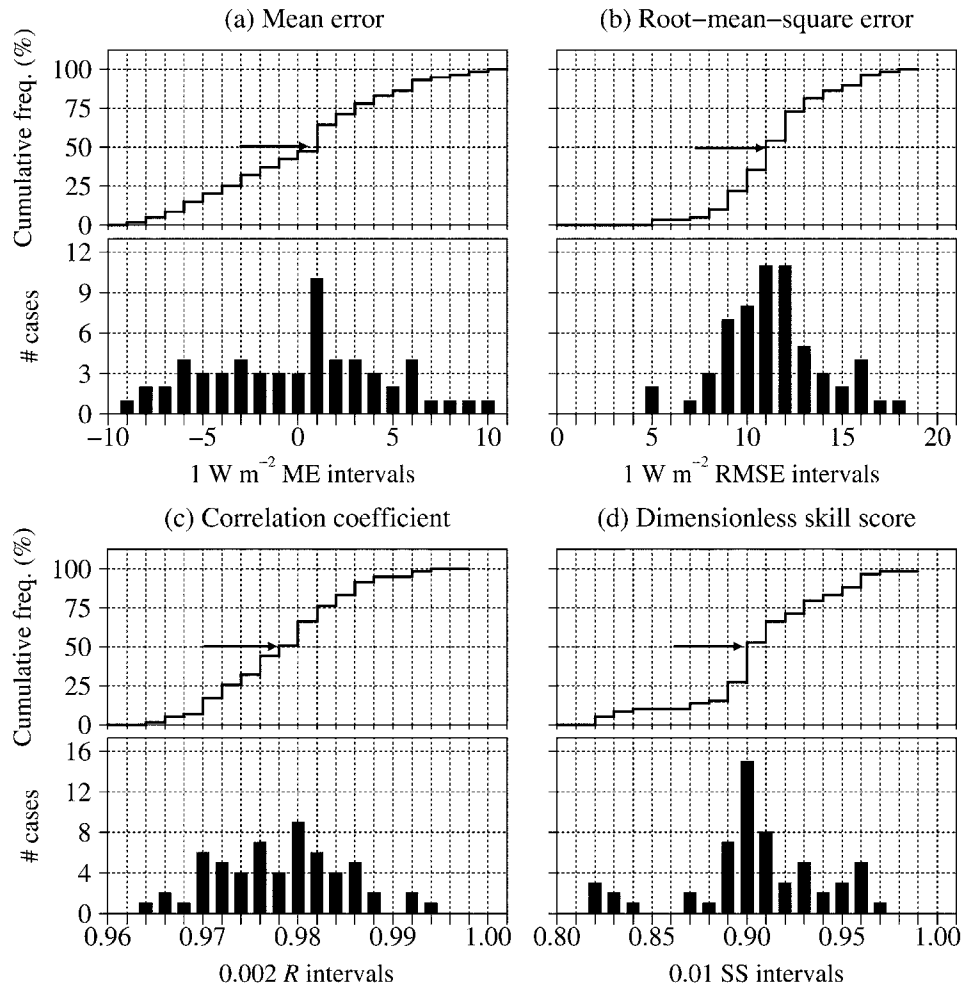 (a) Mean error
Cumulative freq. (%)
100
75
50
25
0
# cases
12
9
6
3
0
−10 −5 0 5 10
1 W m⁻² ME intervals
(b) Root−mean−square error
0 5 10 15 20
1 W m⁻² RMSE intervals
(c) Correlation coefficient
Cumulative freq. (%)
100
75
50
25
0
# cases
16
12
8
4
0
0.96 0.97 0.98 0.99 1.00
0.002 R intervals
(d) Dimensionless skill score
0.80 0.85 0.90 0.95 1.00
0.01 SS intervals